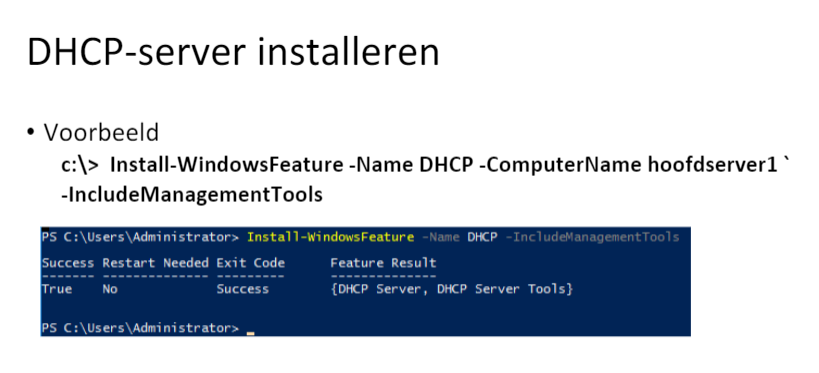 DHCP-server installeren
• Voorbeeld
c:\> Install-WindowsFeature -Name DHCP -ComputerName hoofdserver1 `
-IncludeManagementTools
PS C:\Users\Administrator> Install-WindowsFeature -Name DHCP -IncludeManagementTools
Success Restart Needed Exit Code      Feature Result
------- -------------- ---------      --------------
True    No             Success        {DHCP Server, DHCP Server Tools}
PS C:\Users\Administrator> _